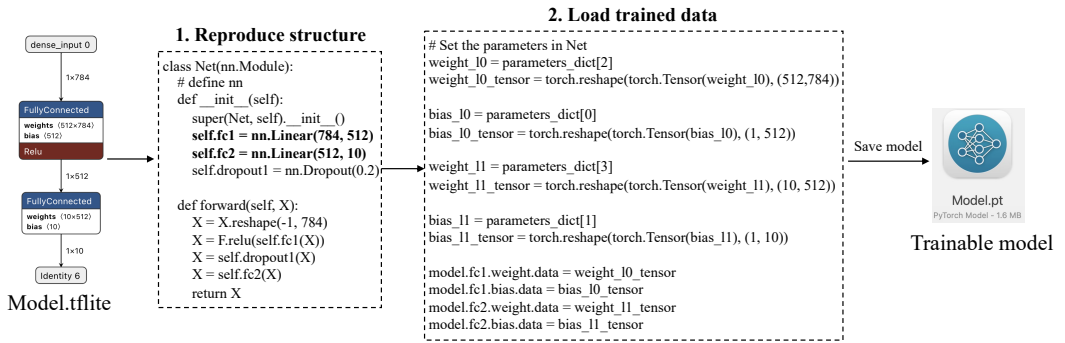 dense_input 0
1×784
FullyConnected
weights ⟨512×784⟩
bias ⟨512⟩
Relu
1×512
FullyConnected
weights ⟨10×512⟩
bias ⟨10⟩
1×10
Identity 6
Model.tflite
1. Reproduce structure
class Net(nn.Module):
# define nn
def __init__(self):
super(Net, self).__init__()
self.fc1 = nn.Linear(784, 512)
self.fc2 = nn.Linear(512, 10)
self.dropout1 = nn.Dropout(0.2)
def forward(self, X):
X = X.reshape(-1, 784)
X = F.relu(self.fc1(X))
X = self.dropout1(X)
X = self.fc2(X)
return X
2. Load trained data
# Set the parameters in Net
weight_l0 = parameters_dict[2]
weight_l0_tensor = torch.reshape(torch.Tensor(weight_l0), (512,784))
bias_l0 = parameters_dict[0]
bias_l0_tensor = torch.reshape(torch.Tensor(bias_l0), (1, 512))
weight_l1 = parameters_dict[3]
weight_l1_tensor = torch.reshape(torch.Tensor(weight_l1), (10, 512))
bias_l1 = parameters_dict[1]
bias_l1_tensor = torch.reshape(torch.Tensor(bias_l1), (1, 10))
model.fc1.weight.data = weight_l0_tensor
model.fc1.bias.data = bias_l0_tensor
model.fc2.weight.data = weight_l1_tensor
model.fc2.bias.data = bias_l1_tensor
Save model
Model.pt
PyTorch Model - 1.6 MB
Trainable model